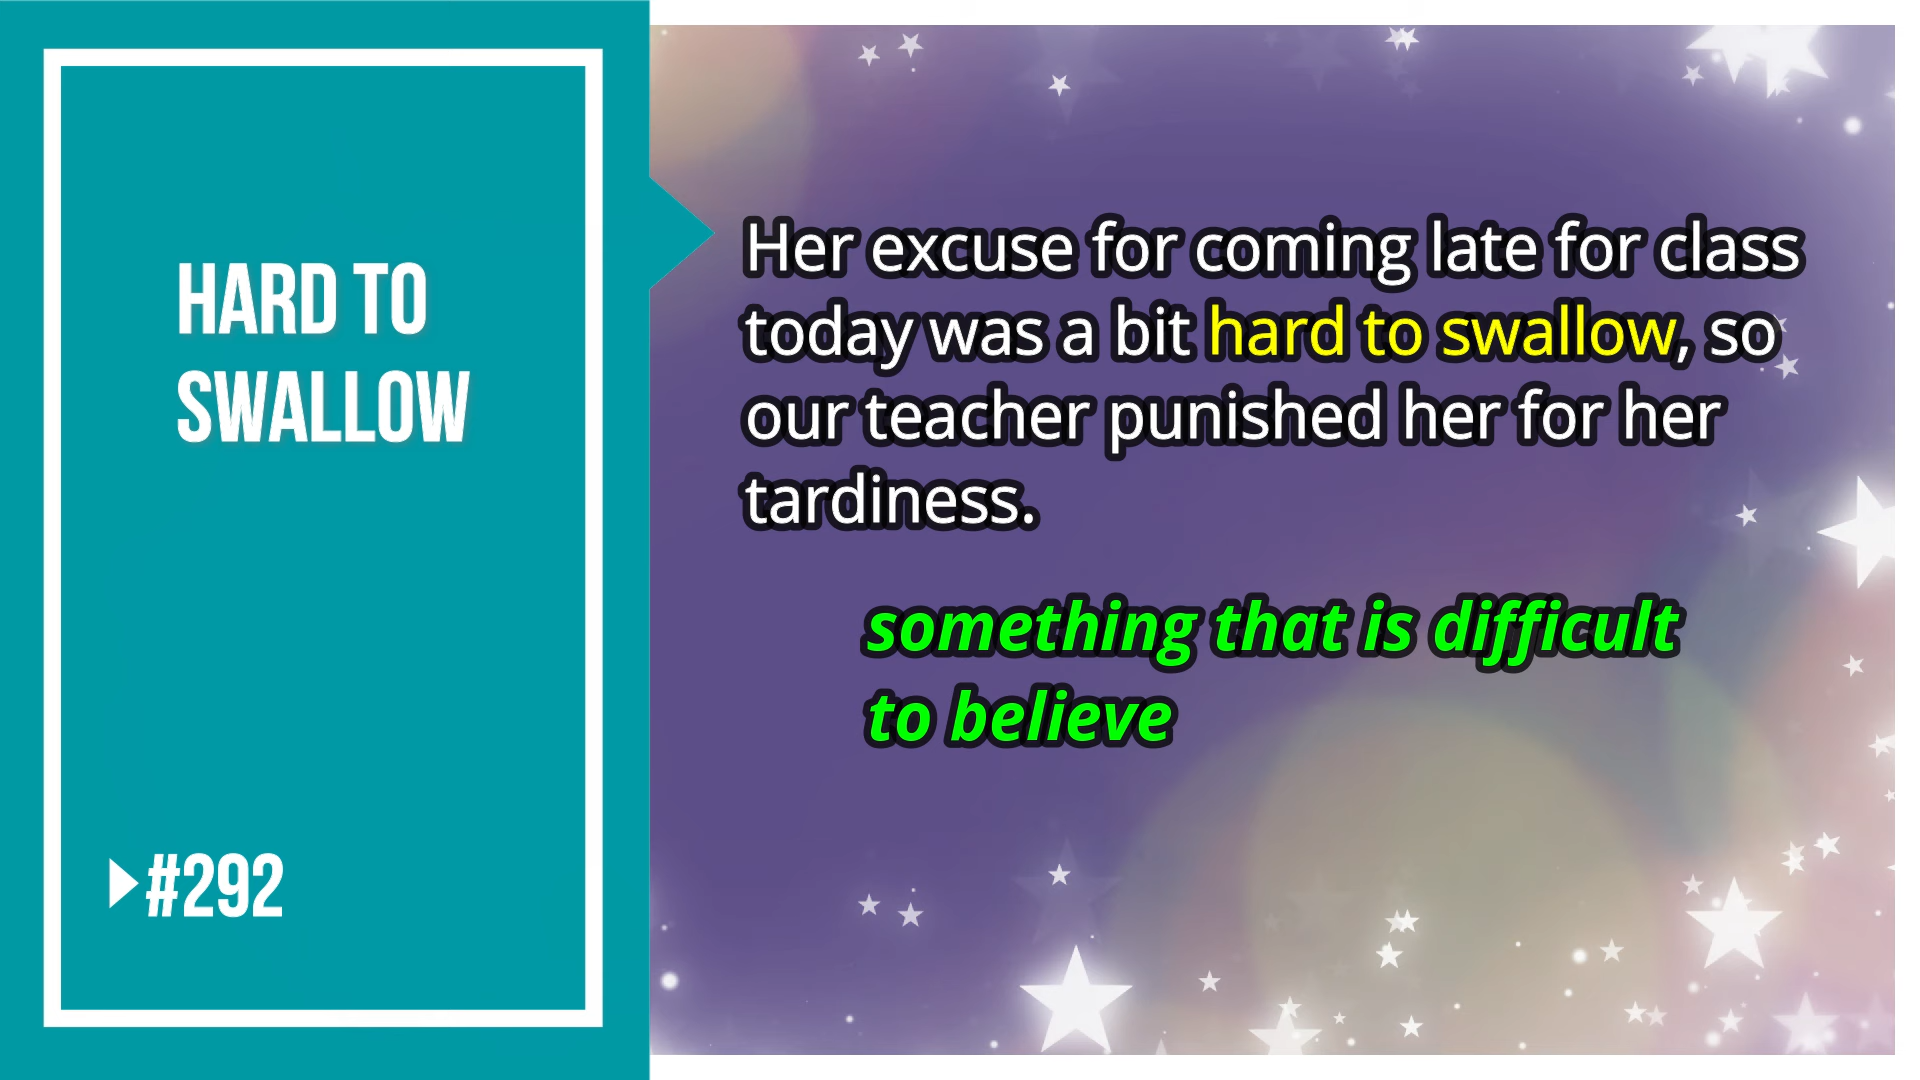 HARD TO
SWALLOW
#292
Her excuse for coming late for class
today was a bit hard to swallow, so
our teacher punished her for her
tardiness.
something that is difficult
to believe